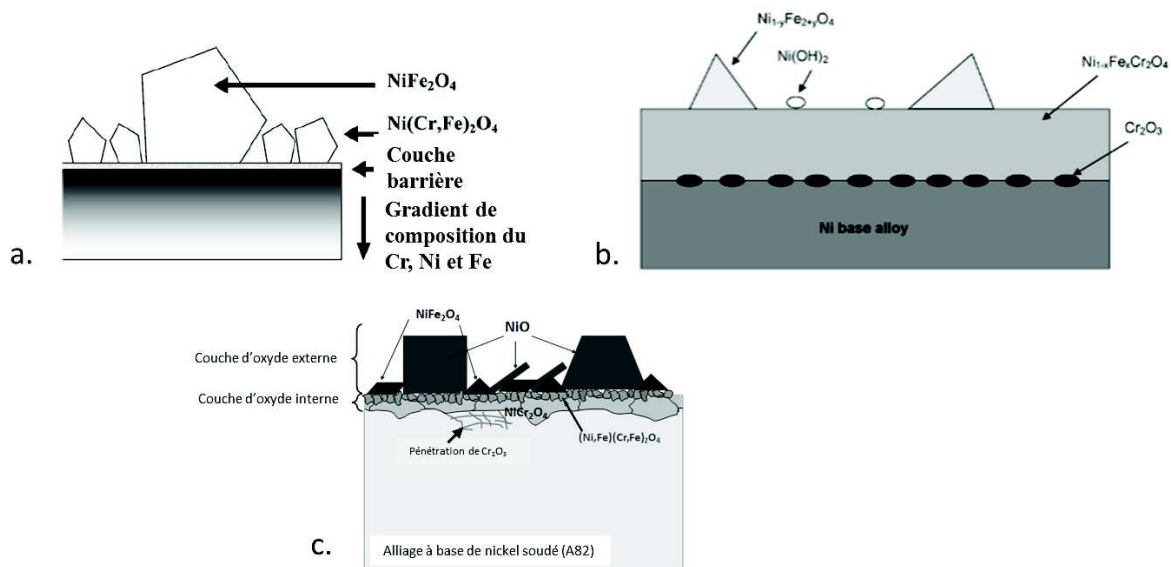 NiFe₂O₄
Ni(Cr,Fe)₂O₄
Couche
barrière
Gradient de
composition du
Cr, Ni et Fe
a.
Ni₁₋ᵧFe₂₊ᵧO₄
Ni(OH)₂
Ni₁₋ₓFeₓCr₂O₄
Cr₂O₃
Ni base alloy
b.
NiFe₂O₄
NiO
Couche d'oxyde externe
Couche d'oxyde interne
NiCr₂O₄
(Ni,Fe)(Cr,Fe)₂O₄
Pénétration de Cr₂O₃
c.
Alliage à base de nickel soudé (A82)